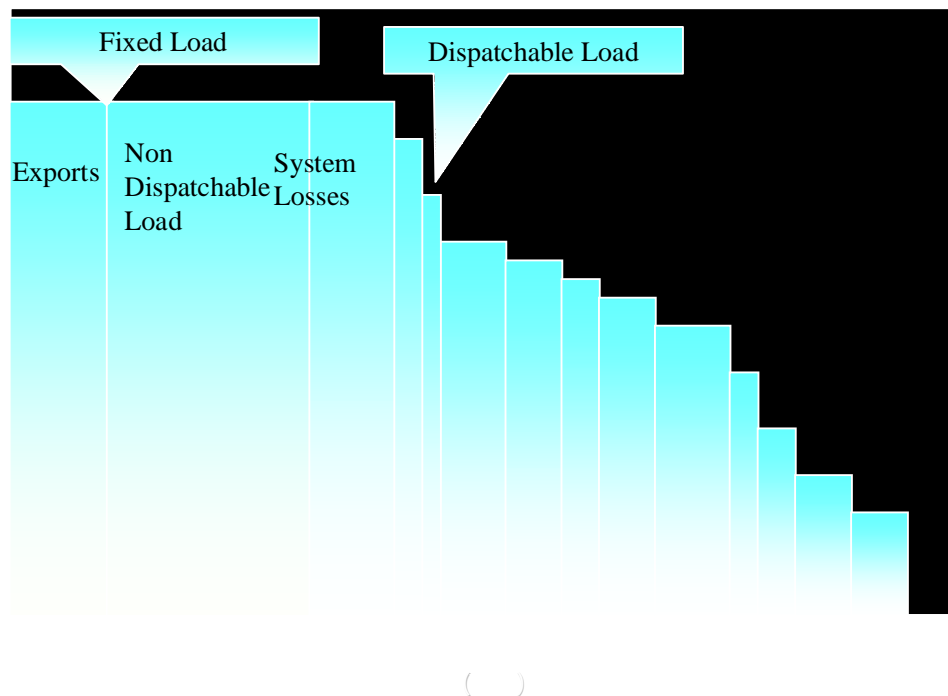 Fixed Load
Dispatchable Load
Exports
Non
Dispatchable
Load
System
Losses